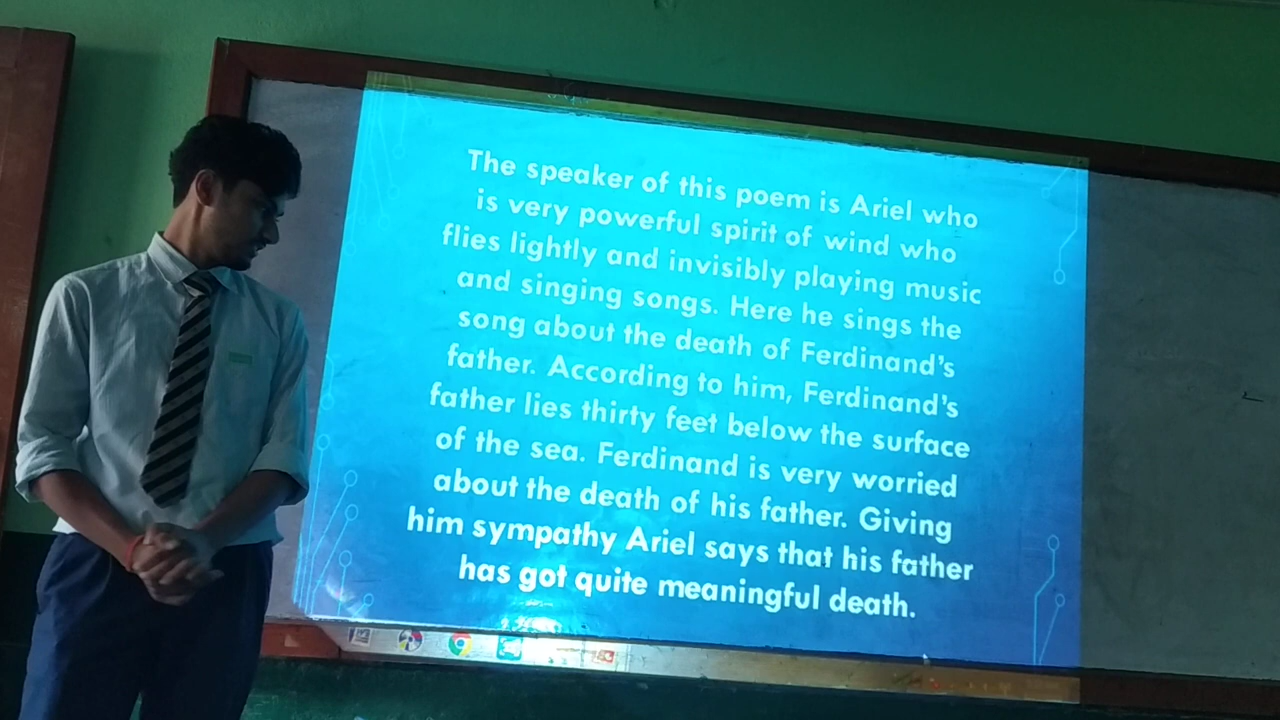 The speaker of this poem is Ariel who
is very powerful spirit of wind who
flies lightly and invisibly playing music
and singing songs. Here he sings the
song about the death of Ferdinand's
father. According to him, Ferdinand's
father lies thirty feet below the surface
of the sea. Ferdinand is very worried
about the death of his father. Giving
him sympathy Ariel says that his father
has got quite meaningful death.